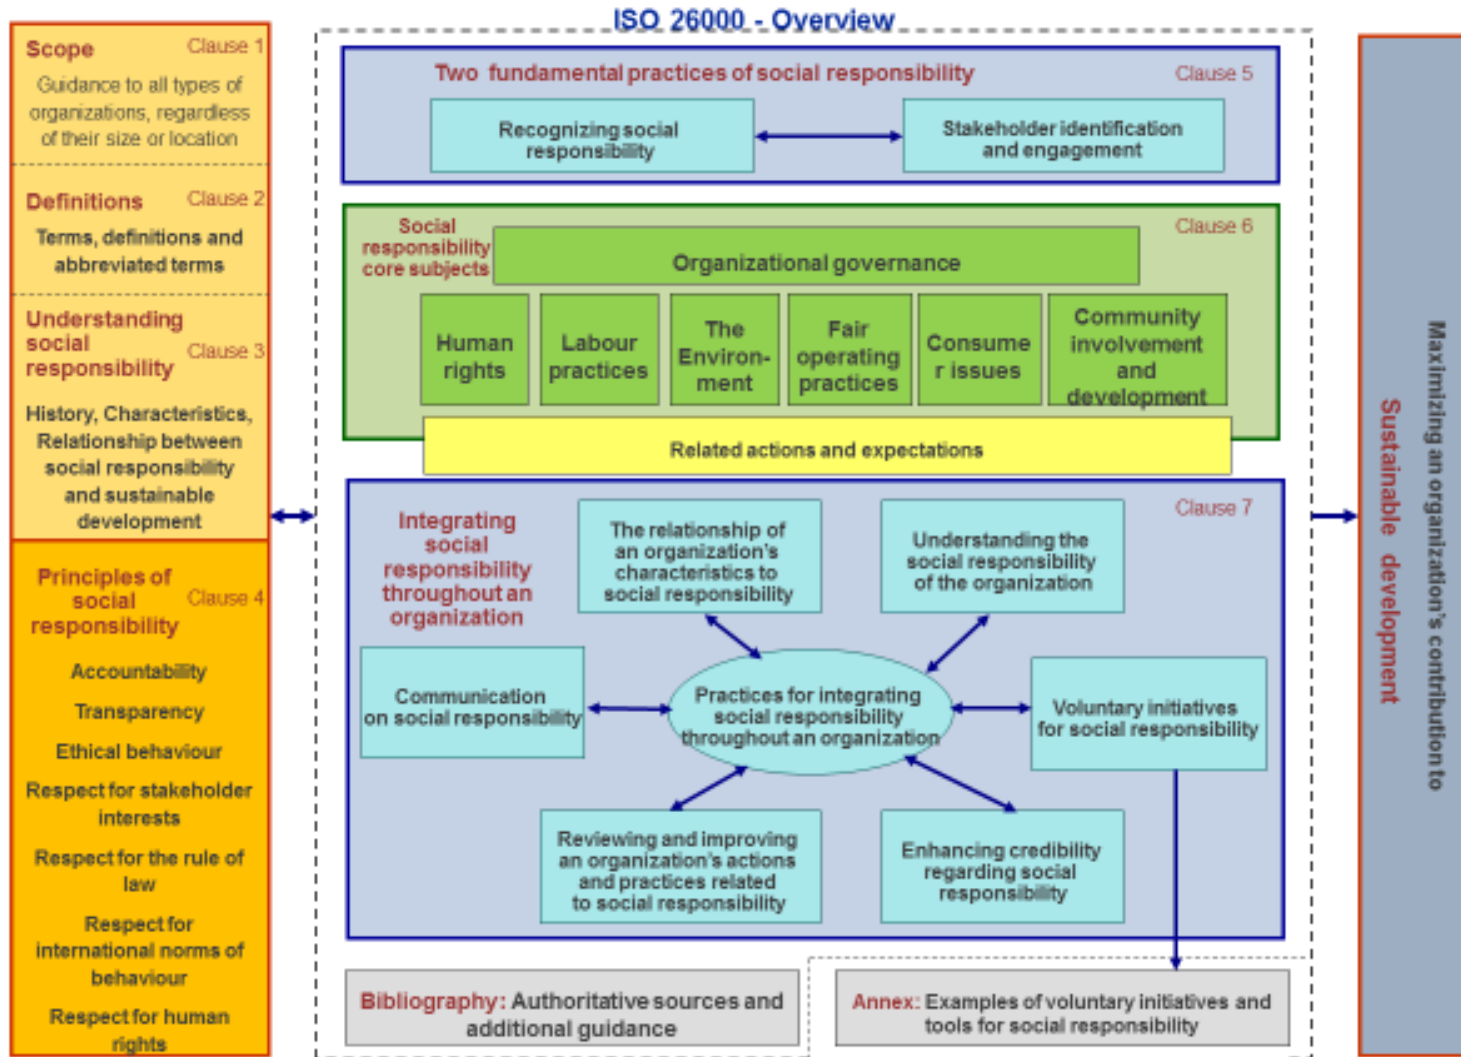 ISO 26000 - Overview
Scope
Clause 1
Guidance to all types of
organizations, regardless
of their size or location
Definitions
Clause 2
Terms, definitions and
abbreviated terms
Understanding
social
responsibility
Clause 3
History, Characteristics,
Relationship between
social responsibility
and sustainable
development
Principles of
social
responsibility
Clause 4
Accountability
Transparency
Ethical behaviour
Respect for stakeholder
interests
Respect for the rule of
law
Respect for
international norms of
behaviour
Respect for human
rights
Two fundamental practices of social responsibility
Clause 5
Recognizing social
responsibility
Stakeholder identification
and engagement
Social
responsibility
core subjects
Clause 6
Organizational governance
Human
rights
Labour
practices
The
Environ-
ment
Fair
operating
practices
Consume
r issues
Community
involvement
and
development
Related actions and expectations
Integrating
social
responsibility
throughout an
organization
Clause 7
The relationship of
an organization's
characteristics to
social responsibility
Understanding the
social responsibility
of the organization
Communication
on social responsibility
Practices for integrating
social responsibility
throughout an organization
Voluntary initiatives
for social responsibility
Reviewing and improving
an organization's actions
and practices related
to social responsibility
Enhancing credibility
regarding social
responsibility
Bibliography: Authoritative sources and
additional guidance
Annex: Examples of voluntary initiatives and
tools for social responsibility
Maximizing an organization's contribution to
Sustainable development